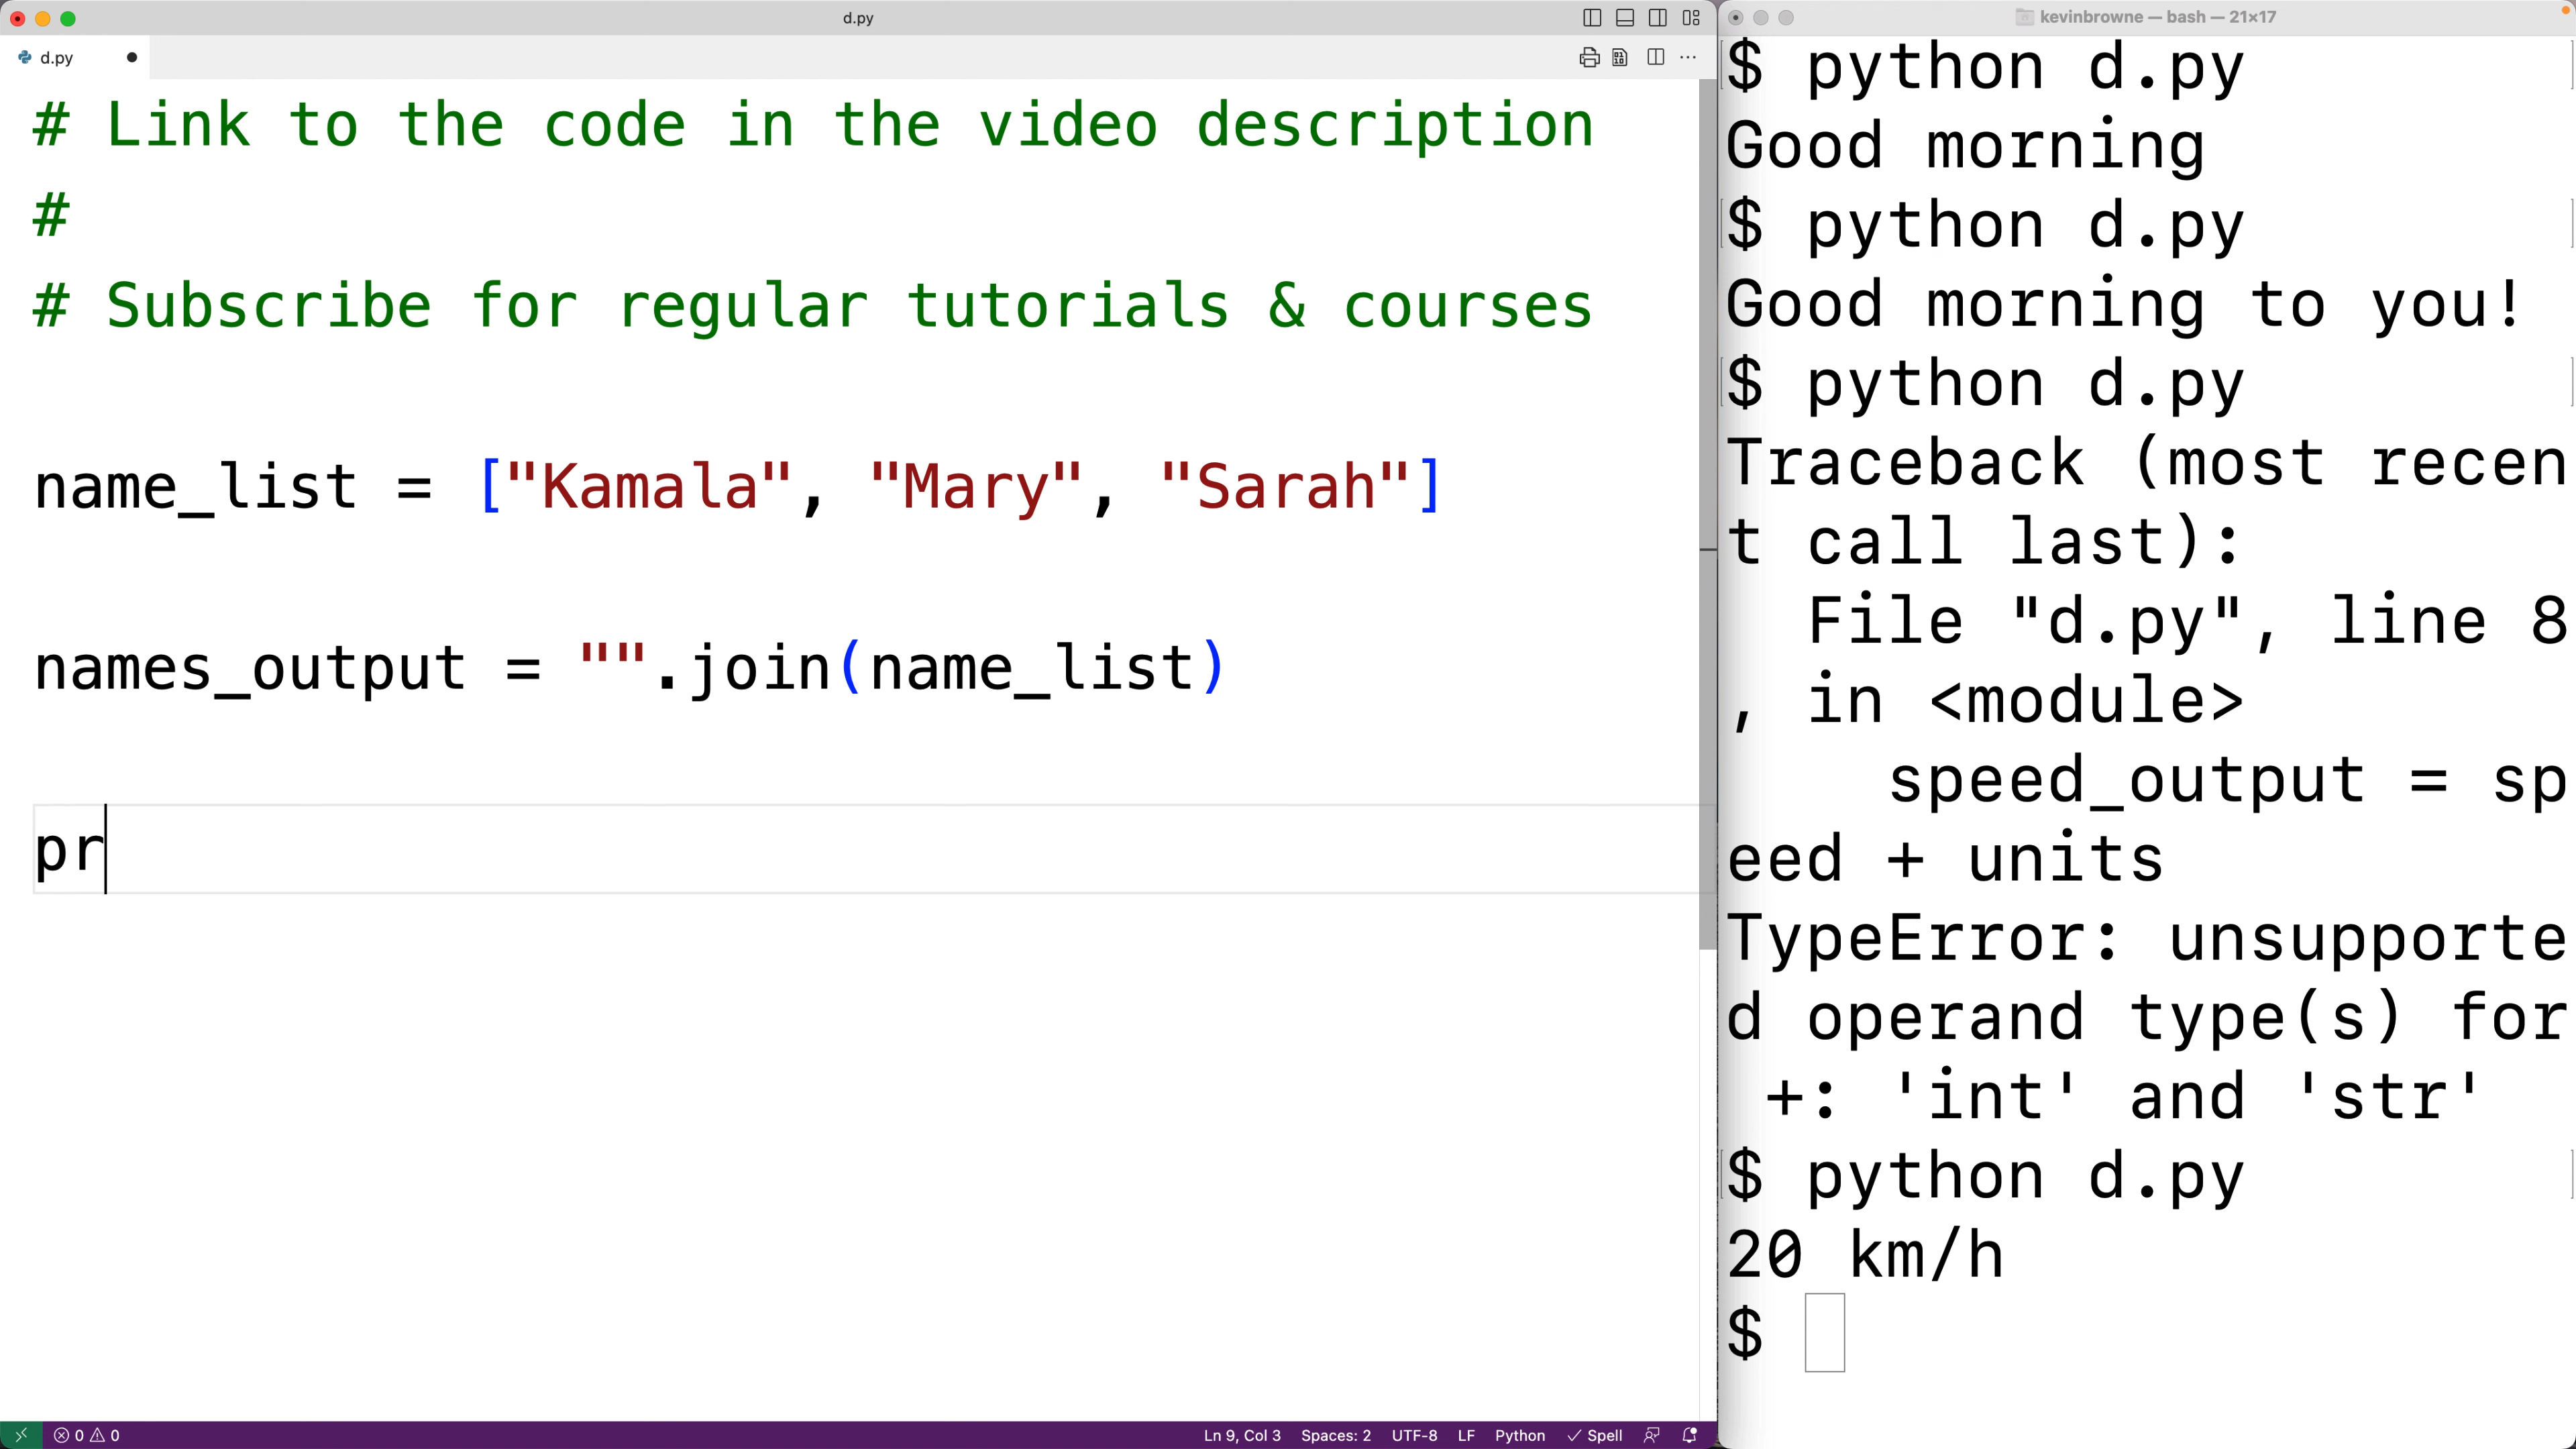 d.py
d.py
# Link to the code in the video description
#
# Subscribe for regular tutorials & courses
name_list = ["Kamala", "Mary", "Sarah"]
names_output = "".join(name_list)
pr
Ln 9, Col 3 Spaces: 2 UTF-8 LF Python Spell
0 0
kevinbrowne — bash — 21×17
$ python d.py
Good morning
$ python d.py
Good morning to you!
$ python d.py
Traceback (most recen
t call last):
File "d.py", line 8
, in <module>
speed_output = sp
eed + units
TypeError: unsupporte
d operand type(s) for
+: 'int' and 'str'
$ python d.py
20 km/h
$